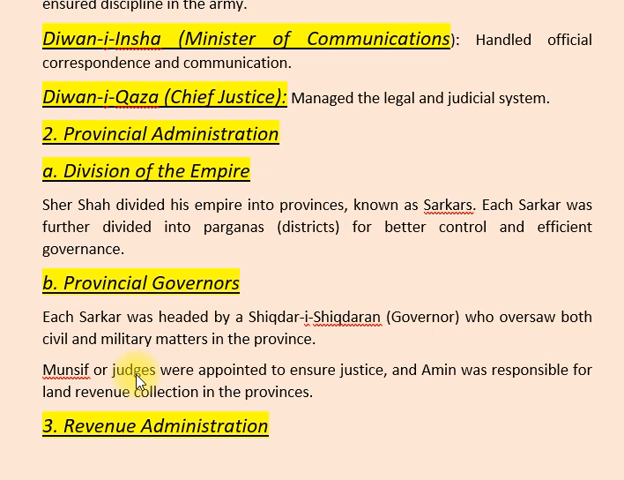 ensured discipline in the army.
Diwan-i-Insha (Minister of Communications): Handled official
correspondence and communication.
Diwan-i-Qaza (Chief Justice): Managed the legal and judicial system.
2. Provincial Administration
a. Division of the Empire
Sher Shah divided his empire into provinces, known as Sarkars. Each Sarkar was
further divided into parganas (districts) for better control and efficient
governance.
b. Provincial Governors
Each Sarkar was headed by a Shiqdar-i-Shiqdaran (Governor) who oversaw both
civil and military matters in the province.
Munsif or judges were appointed to ensure justice, and Amin was responsible for
land revenue collection in the provinces.
3. Revenue Administration